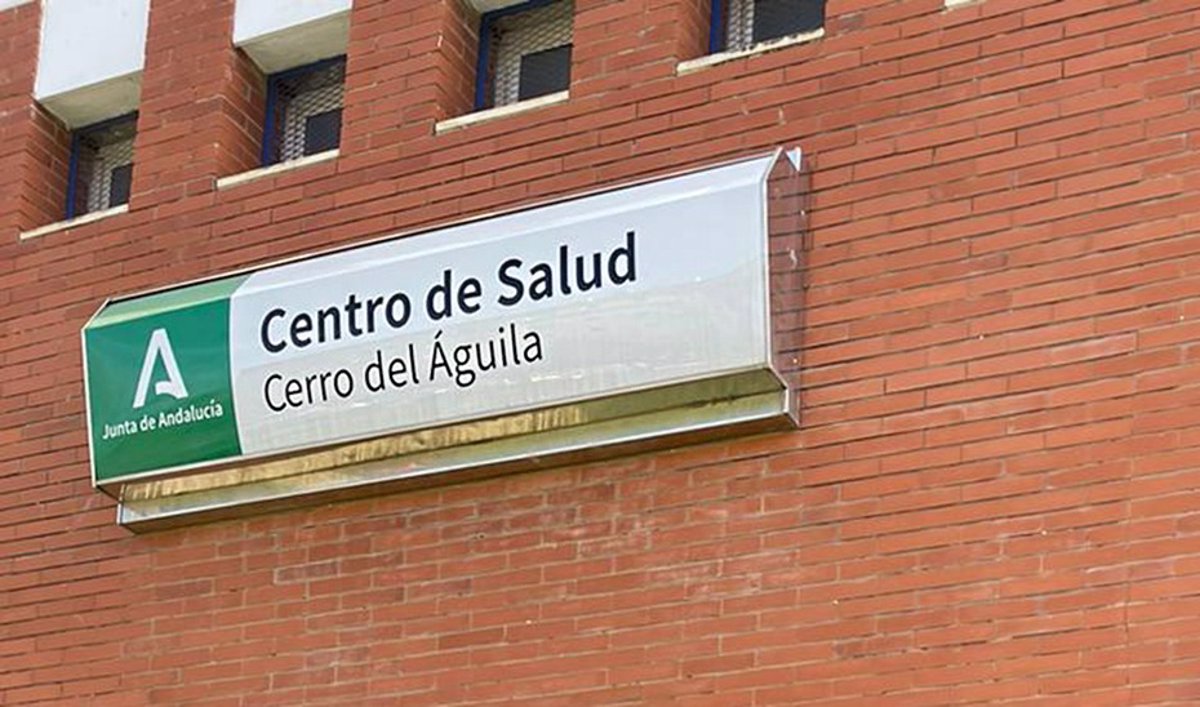 Centro de Salud
Cerro del Águila
Junta de Andalucía